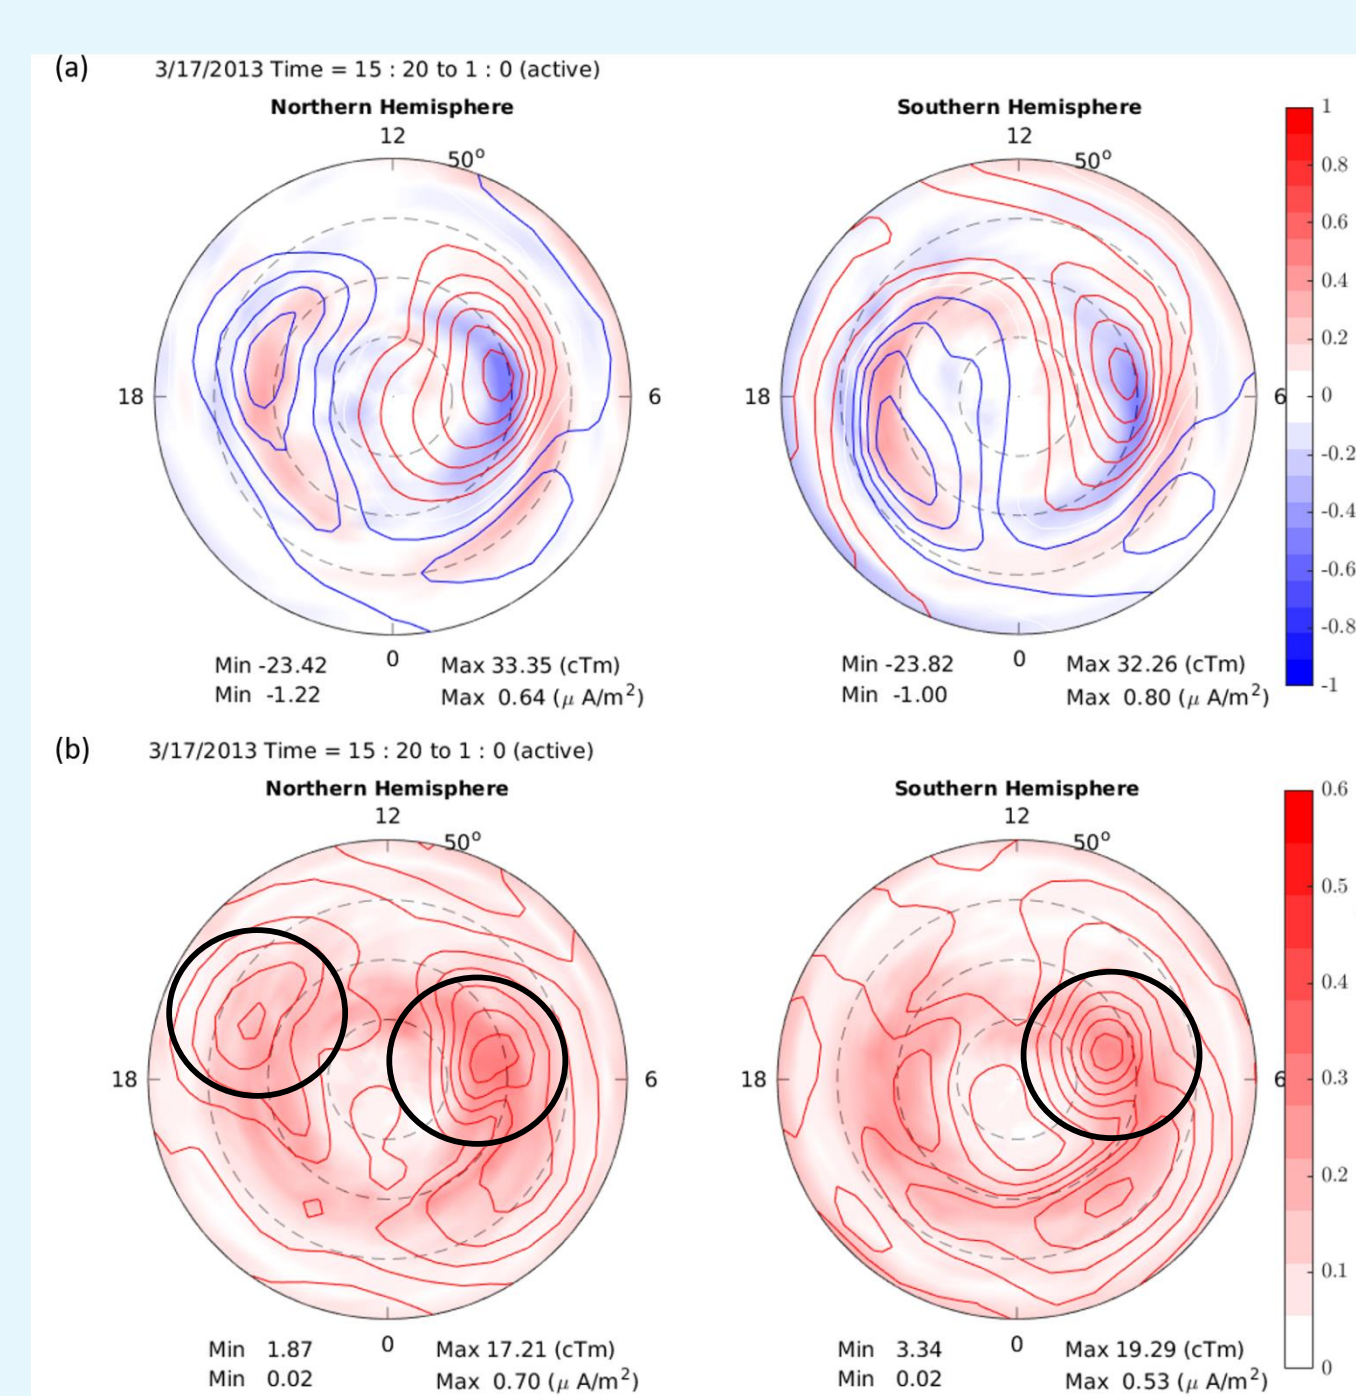 (a) 3/17/2013 Time = 15 : 20 to 1 : 0 (active)
Northern Hemisphere Southern Hemisphere
12 12
50° 50°
1
0.8
0.6
0.4
0.2
18 6 18 6 0
-0.2
-0.4
-0.6
-0.8
0 0
Min -23.42 Max 33.35 (cTm) Min -23.82 Max 32.26 (cTm)
-1
Min -1.22 Max 0.64 (μ A/m²) Min -1.00 Max 0.80 (μ A/m²)
(b) 3/17/2013 Time = 15 : 20 to 1 : 0 (active)
Northern Hemisphere Southern Hemisphere
0.6
12 12
50° 50°
0.5
0.4
18 6 18 6 0.3
0.2
0.1
0 0
Min 1.87 Max 17.21 (cTm) Min 3.34 Max 19.29 (cTm)
0
Min 0.02 Max 0.70 (μ A/m²) Min 0.02 Max 0.53 (μ A/m²)